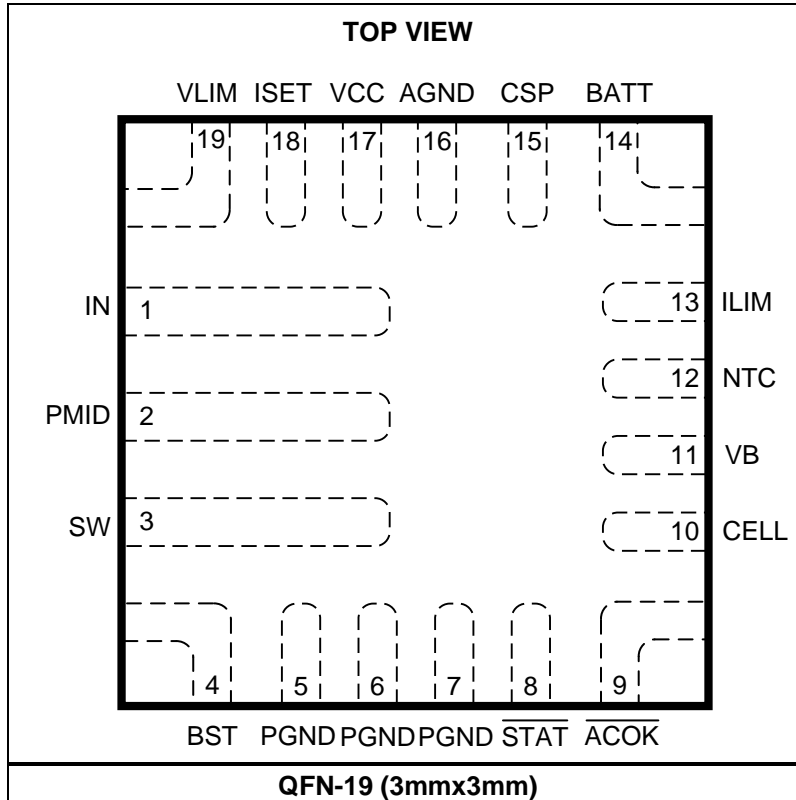 TOP VIEW
VLIM ISET VCC AGND CSP BATT
19 18 17 16 15 14
IN 1 13 ILIM
12 NTC
PMID 2
11 VB
SW 3 10 CELL
4 5 6 7 8 9
BST PGND PGND PGND S̅T̅A̅T̅ A̅C̅O̅K̅
QFN-19 (3mmx3mm)